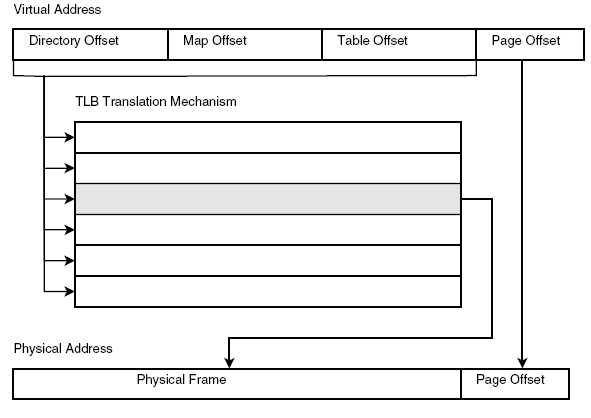 Virtual Address
Directory Offset Map Offset Table Offset Page Offset
TLB Translation Mechanism
Physical Address
Physical Frame Page Offset